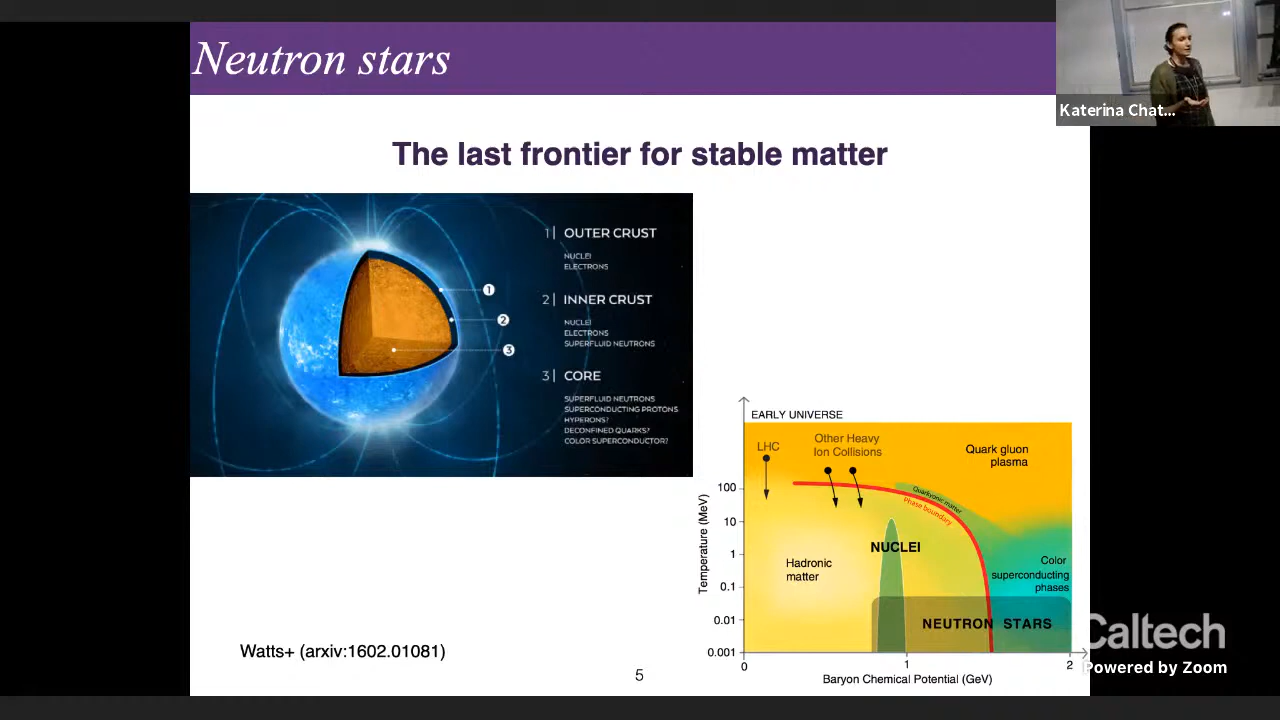 Neutron stars
Katerina Chat...
The last frontier for stable matter
1| OUTER CRUST
NUCLEI
ELECTRONS
2| INNER CRUST
NUCLEI
ELECTRONS
SUPERFLUID NEUTRONS
3| CORE
SUPERFLUID NEUTRONS
SUPERCONDUCTING PROTONS
HYPERONS?
DECONFINED QUARKS?
COLOR SUPERCONDUCTOR?
1
2
3
EARLY UNIVERSE
LHC
Other Heavy
Ion Collisions
Quark gluon
plasma
Quarkyonic matter
Phase boundary
NUCLEI
Hadronic
matter
Color
superconducting
phases
NEUTRON STARS
Temperature (MeV)
100
10
1
0.1
0.01
0.001
0
1
2
Baryon Chemical Potential (GeV)
Watts+ (arxiv:1602.01081)
5
Caltech
Powered by Zoom